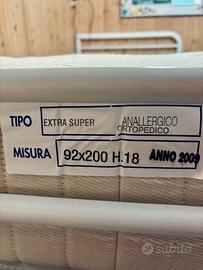 TIPO EXTRA SUPER ANALLERGICO
ORTOPEDICO
MISURA 92x200 H.18 ANNO 2009
subito